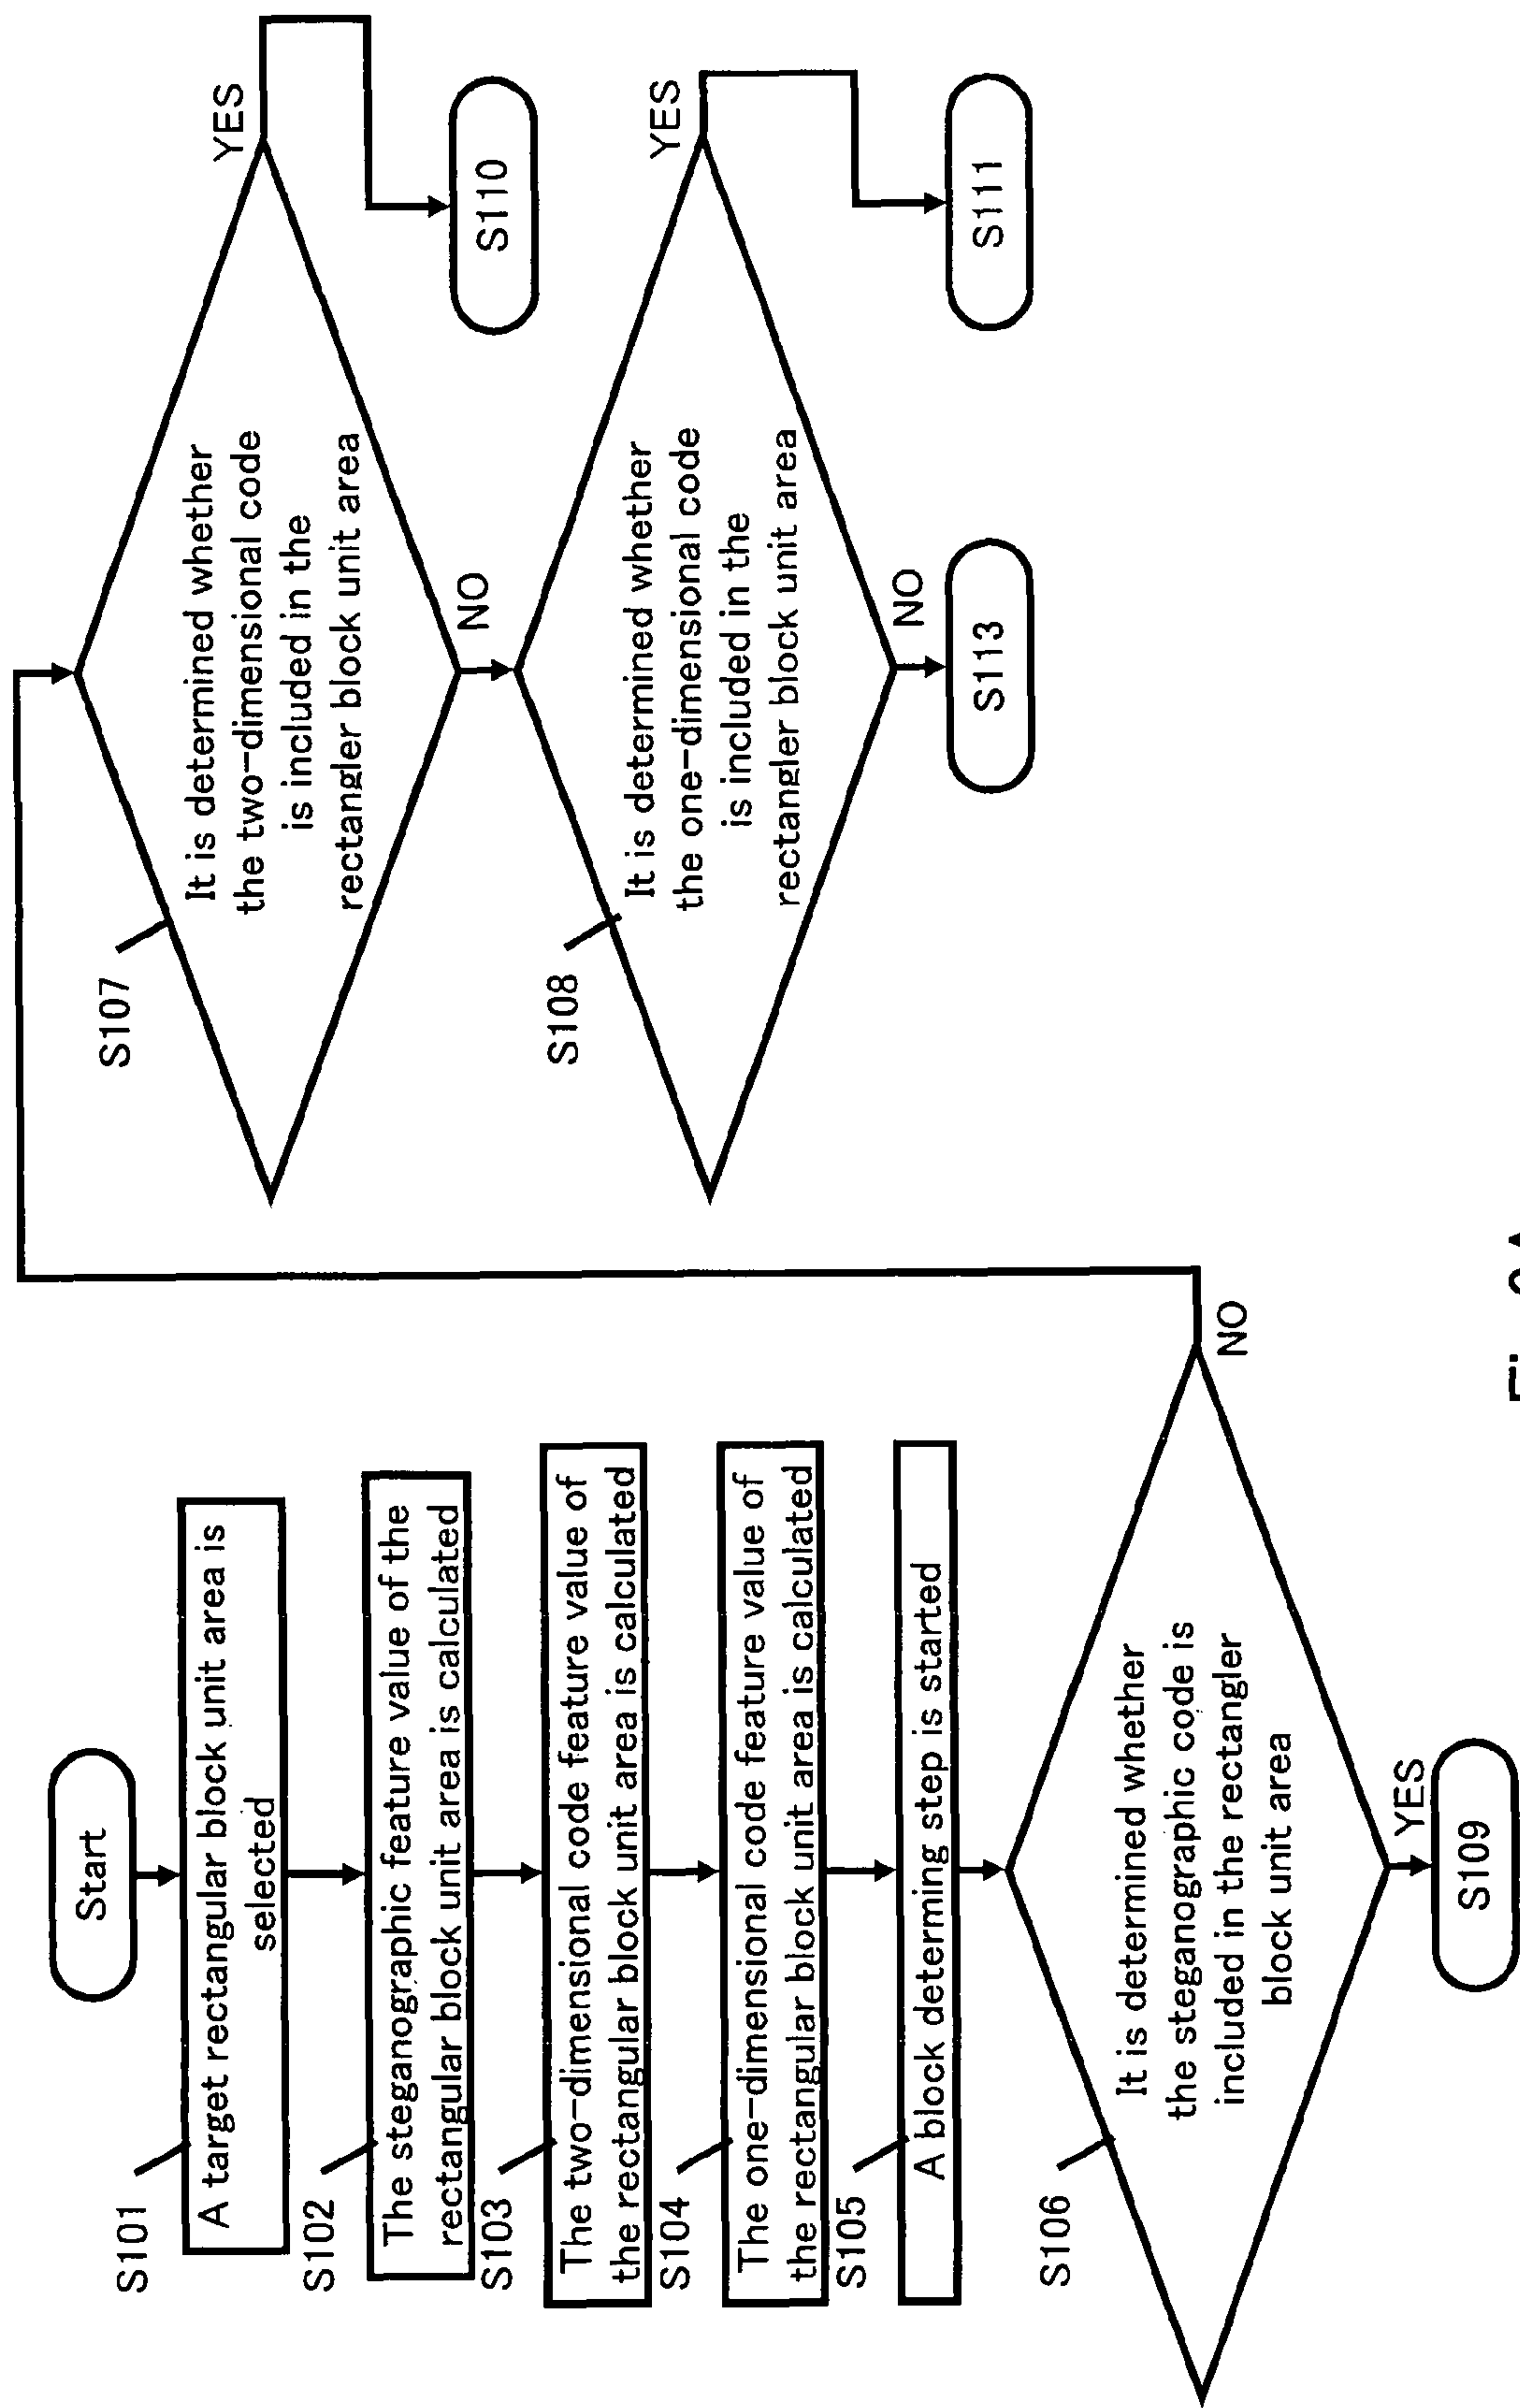 Start
S101
A target rectangular block unit area is
selected
S102
The steganographic feature value of the
rectangular block unit area is calculated
S103
The two-dimensional code feature value of
the rectangular block unit area is calculated
S104
The one-dimensional code feature value of
the rectangular block unit area is calculated
S105
A block determining step is started
S106
It is determined whether
the steganographic code is
included in the rectangler
block unit area
NO
YES
S109
S107
It is determined whether
the two-dimensional code
is included in the
rectangler block unit area
YES
S110
NO
S108
It is determined whether
the one-dimensional code
is included in the
rectangler block unit area
YES
S111
NO
S113